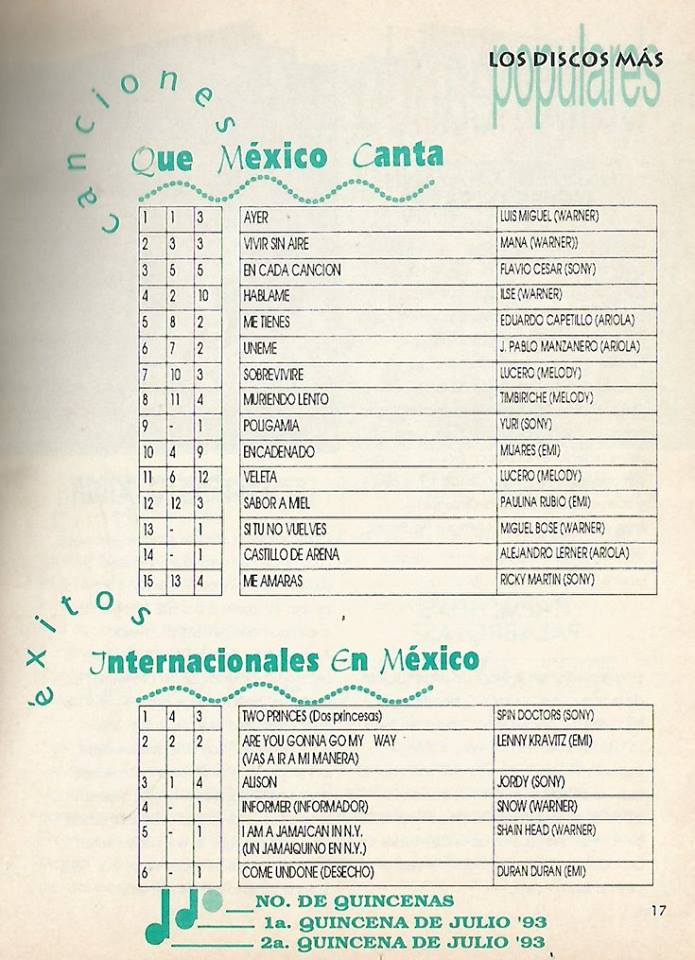 LOS DISCOS MÁS
populares
canciones
Que México Canta
1 1 3 AYER LUIS MIGUEL (WARNER)
2 3 3 VIVIR SIN AIRE MANA (WARNER))
3 5 5 EN CADA CANCION FLAVIO CESAR (SONY)
4 2 10 HABLAME ILSE (WARNER)
5 8 2 ME TIENES EDUARDO CAPETILLO (ARIOLA)
6 7 2 UNEME J. PABLO MANZANERO (ARIOLA)
7 10 3 SOBREVIVIRE LUCERO (MELODY)
8 11 4 MURIENDO LENTO TIMBIRICHE (MELODY)
9 - 1 POLIGAMIA YURI (SONY)
10 4 9 ENCADENADO MIJARES (EMI)
11 6 12 VELETA LUCERO (MELODY)
12 12 3 SABOR A MIEL PAULINA RUBIO (EMI)
13 - 1 SI TU NO VUELVES MIGUEL BOSE (WARNER)
14 - 1 CASTILLO DE ARENA ALEJANDRO LERNER (ARIOLA)
15 13 4 ME AMARAS RICKY MARTIN (SONY)
éxitos
Internacionales En México
1 4 3 TWO PRINCES (Dos princesas) SPIN DOCTORS (SONY)
2 2 2 ARE YOU GONNA GO MY WAY LENNY KRAVITZ (EMI)
(VAS A IR A MI MANERA)
3 1 4 ALISON JORDY (SONY)
4 - 1 INFORMER (INFORMADOR) SNOW (WARNER)
5 - 1 I AM A JAMAICAN IN N.Y. SHAIN HEAD (WARNER)
(UN JAMAIQUINO EN N.Y.)
6 - 1 COME UNDONE (DESECHO) DURAN DURAN (EMI)
NO. DE QUINCENAS
1a. QUINCENA DE JULIO '93
2a. QUINCENA DE JULIO '93
17